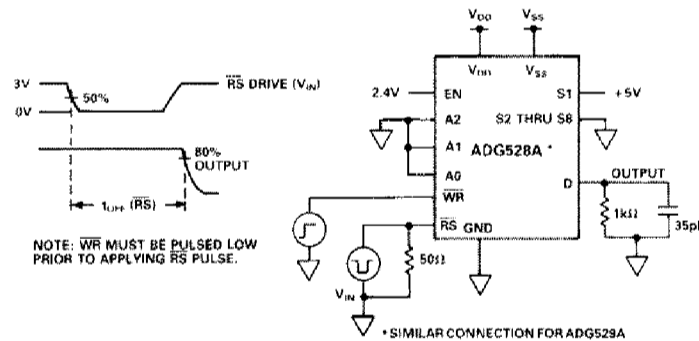 3V
0V
50%
RS DRIVE (VIN)
80%
OUTPUT
tOFF (RS)
NOTE: WR MUST BE PULSED LOW
PRIOR TO APPLYING RS PULSE.
VDD
VSS
VDD
VSS
2.4V
EN
S1
+5V
A2
S2 THRU S8
A1
ADG528A *
A0
D
OUTPUT
WR
1kΩ
35pF
RS
GND
50Ω
VIN
* SIMILAR CONNECTION FOR ADG529A